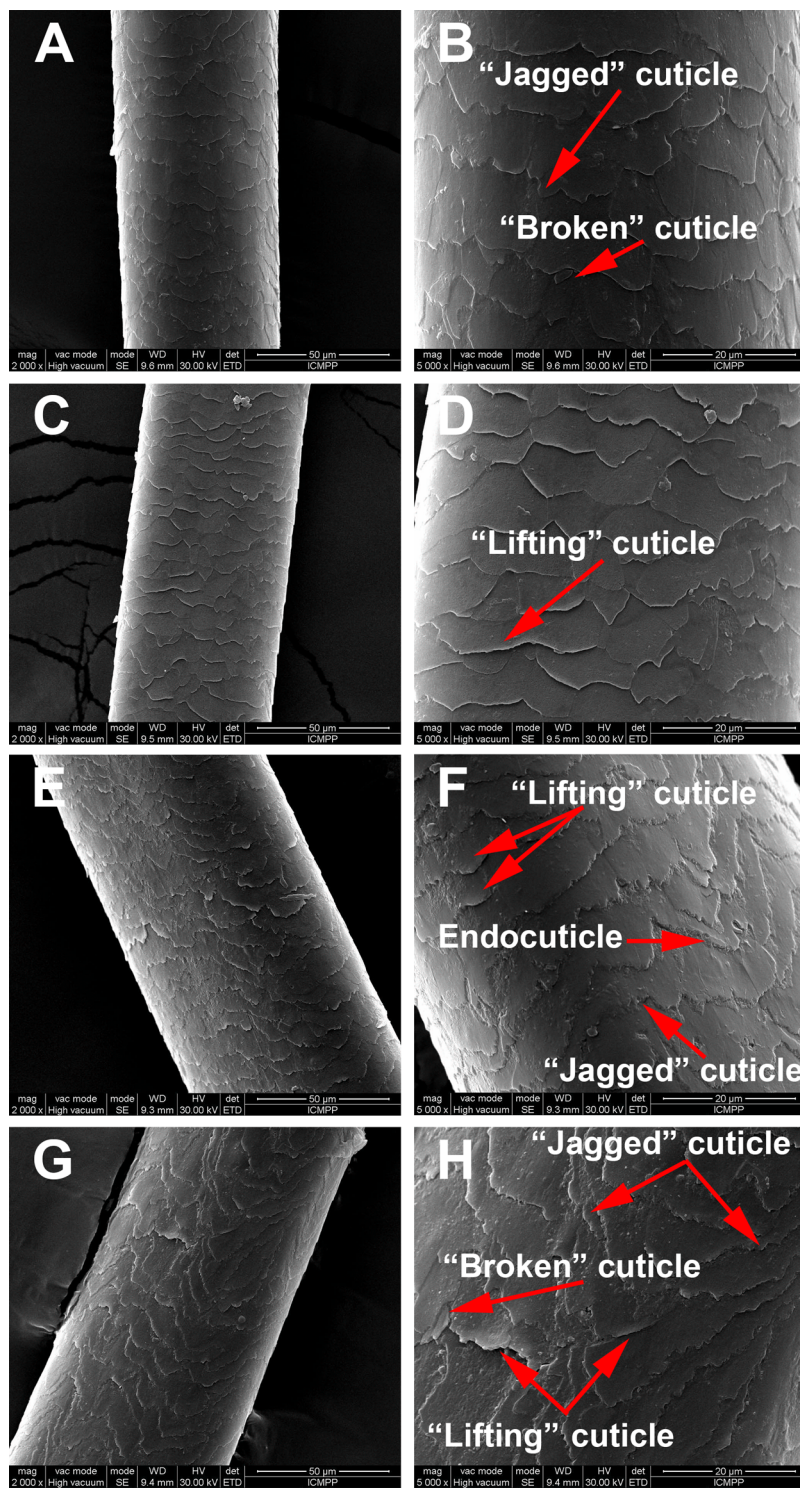 A
mag vac mode mode WD HV det 50 µm
2 000 x High vacuum SE 9.6 mm 30.00 kV ETD ICMPP
B
“Jagged” cuticle
“Broken” cuticle
mag vac mode mode WD HV det 20 µm
5 000 x High vacuum SE 9.6 mm 30.00 kV ETD ICMPP
C
mag vac mode mode WD HV det 50 µm
2 000 x High vacuum SE 9.5 mm 30.00 kV ETD ICMPP
D
“Lifting” cuticle
mag vac mode mode WD HV det 20 µm
5 000 x High vacuum SE 9.5 mm 30.00 kV ETD ICMPP
E
mag vac mode mode WD HV det 50 µm
2 000 x High vacuum SE 9.3 mm 30.00 kV ETD ICMPP
F
“Lifting” cuticle
Endocuticle
“Jagged” cuticle
mag vac mode mode WD HV det 20 µm
5 000 x High vacuum SE 9.3 mm 30.00 kV ETD ICMPP
G
mag vac mode mode WD HV det 50 µm
2 000 x High vacuum SE 9.4 mm 30.00 kV ETD ICMPP
H
“Jagged” cuticle
“Broken” cuticle
“Lifting” cuticle
mag vac mode mode WD HV det 20 µm
5 000 x High vacuum SE 9.4 mm 30.00 kV ETD ICMPP